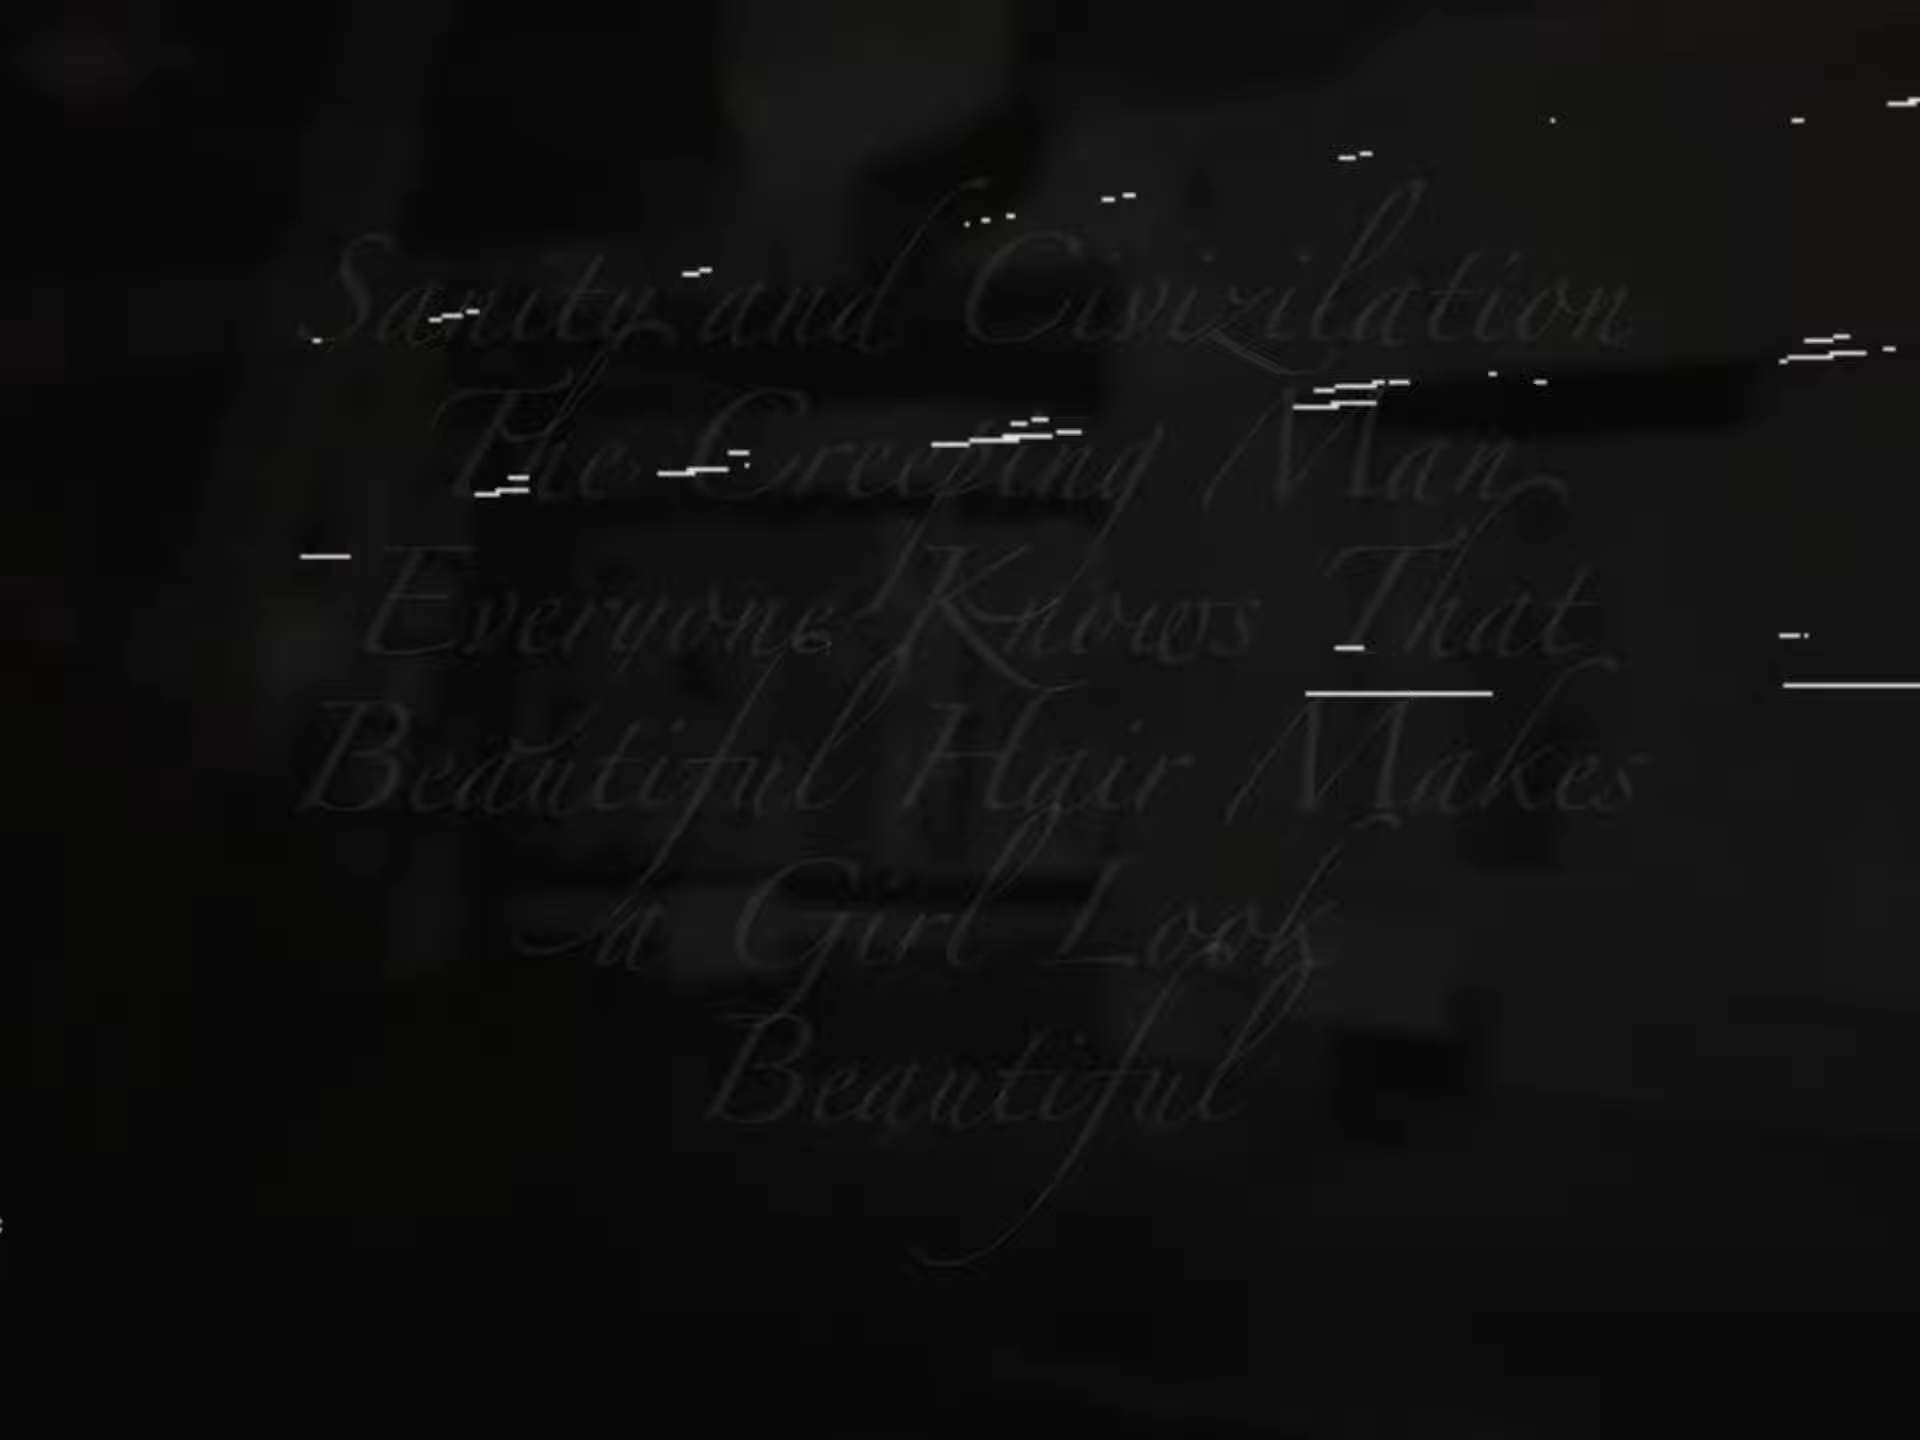 Sanity and Civizilation
The Creeping Man
Everyone Knows That
Beautiful Hair Makes
a Girl Look
Beautiful